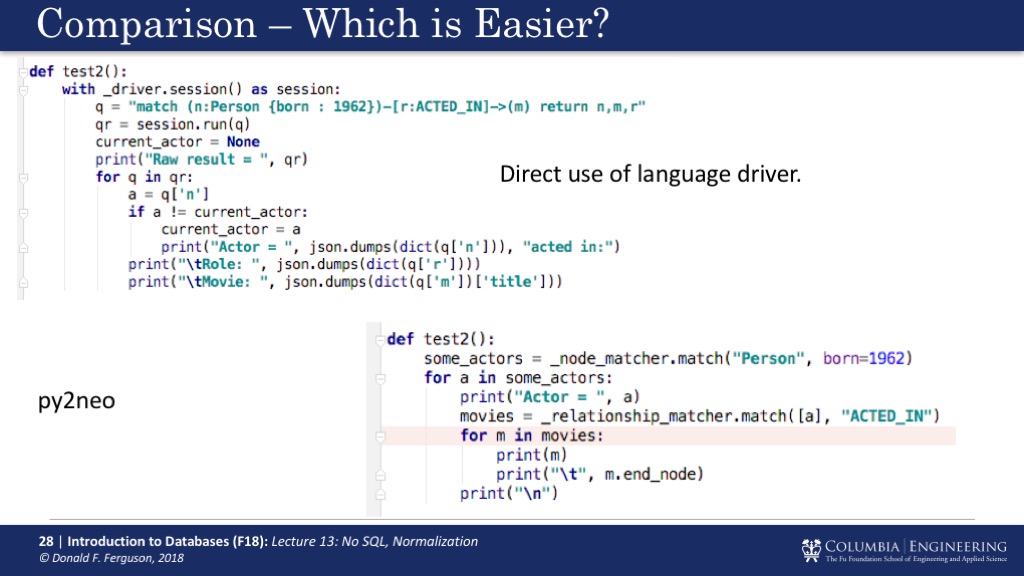 Comparison – Which is Easier?
def test2():
    with _driver.session() as session:
        q = "match (n:Person {born : 1962})-[r:ACTED_IN]->(m) return n,m,r"
        qr = session.run(q)
        current_actor = None
        print("Raw result = ", qr)
        for q in qr:
            a = q['n']
            if a != current_actor:
                current_actor = a
                print("Actor = ", json.dumps(dict(q['n'])), "acted in:")
            print("\tRole: ", json.dumps(dict(q['r'])))
            print("\tMovie: ", json.dumps(dict(q['m'])['title']))
Direct use of language driver.
py2neo
def test2():
    some_actors = _node_matcher.match("Person", born=1962)
    for a in some_actors:
        print("Actor = ", a)
        movies = _relationship_matcher.match([a], "ACTED_IN")
        for m in movies:
            print(m)
            print("\t", m.end_node)
        print("\n")
28 | Introduction to Databases (F18): Lecture 13: No SQL, Normalization
© Donald F. Ferguson, 2018
COLUMBIA | ENGINEERING
The Fu Foundation School of Engineering and Applied Science